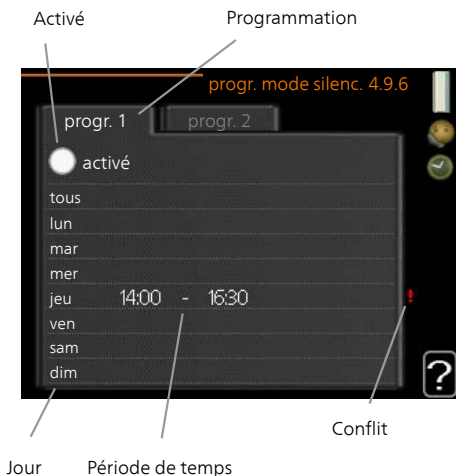 Activé Programmation
progr. mode silenc. 4.9.6
progr. 1 progr. 2
activé
tous
lun
mar
mer
jeu 14:00 - 16:30 !
ven
sam
dim
?
Conflit
Jour Période de temps